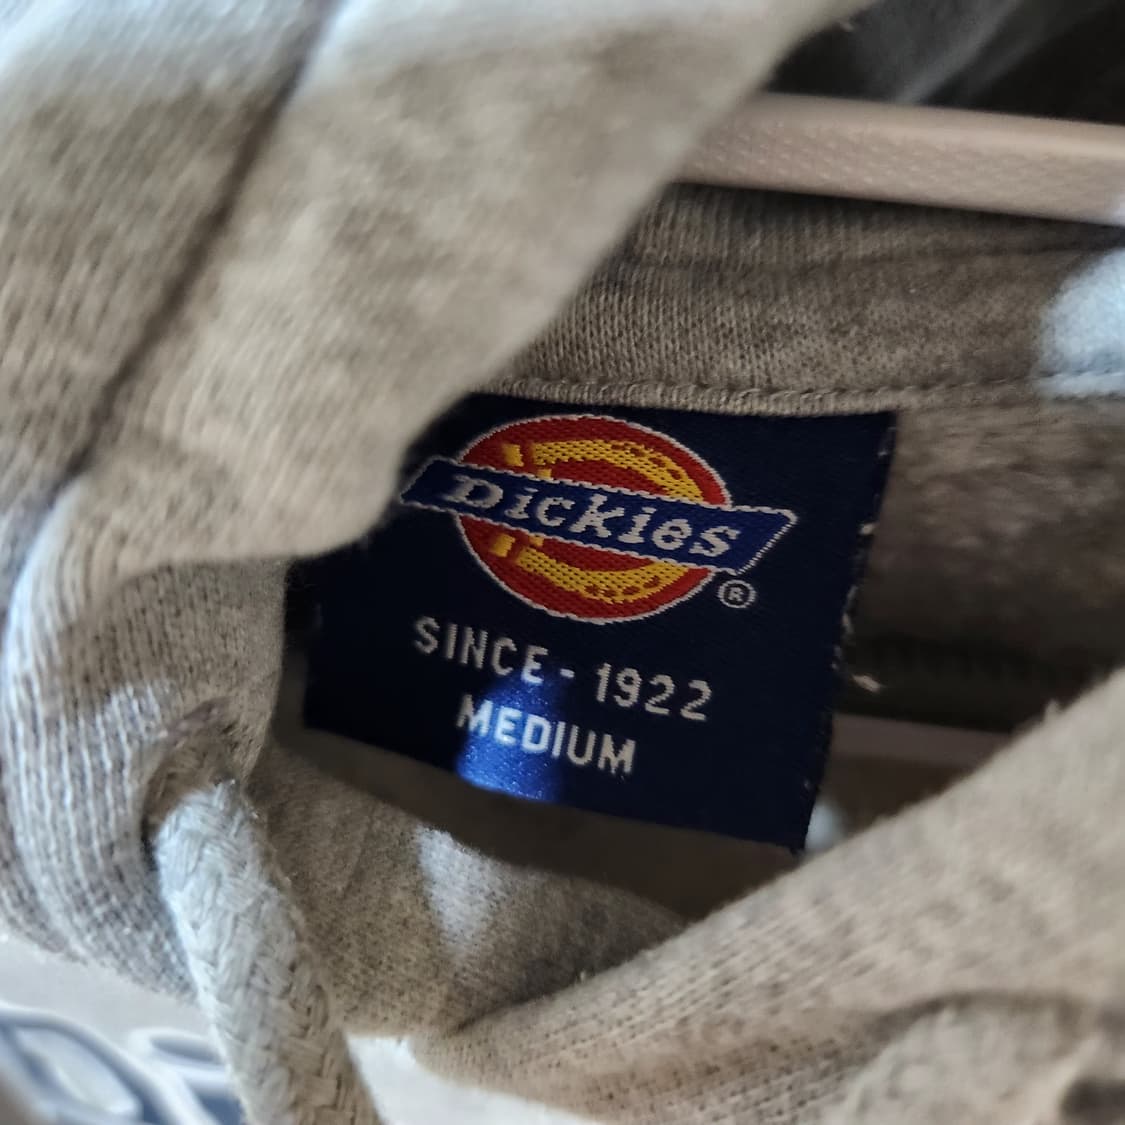 Dickies
®
SINCE - 1922
MEDIUM